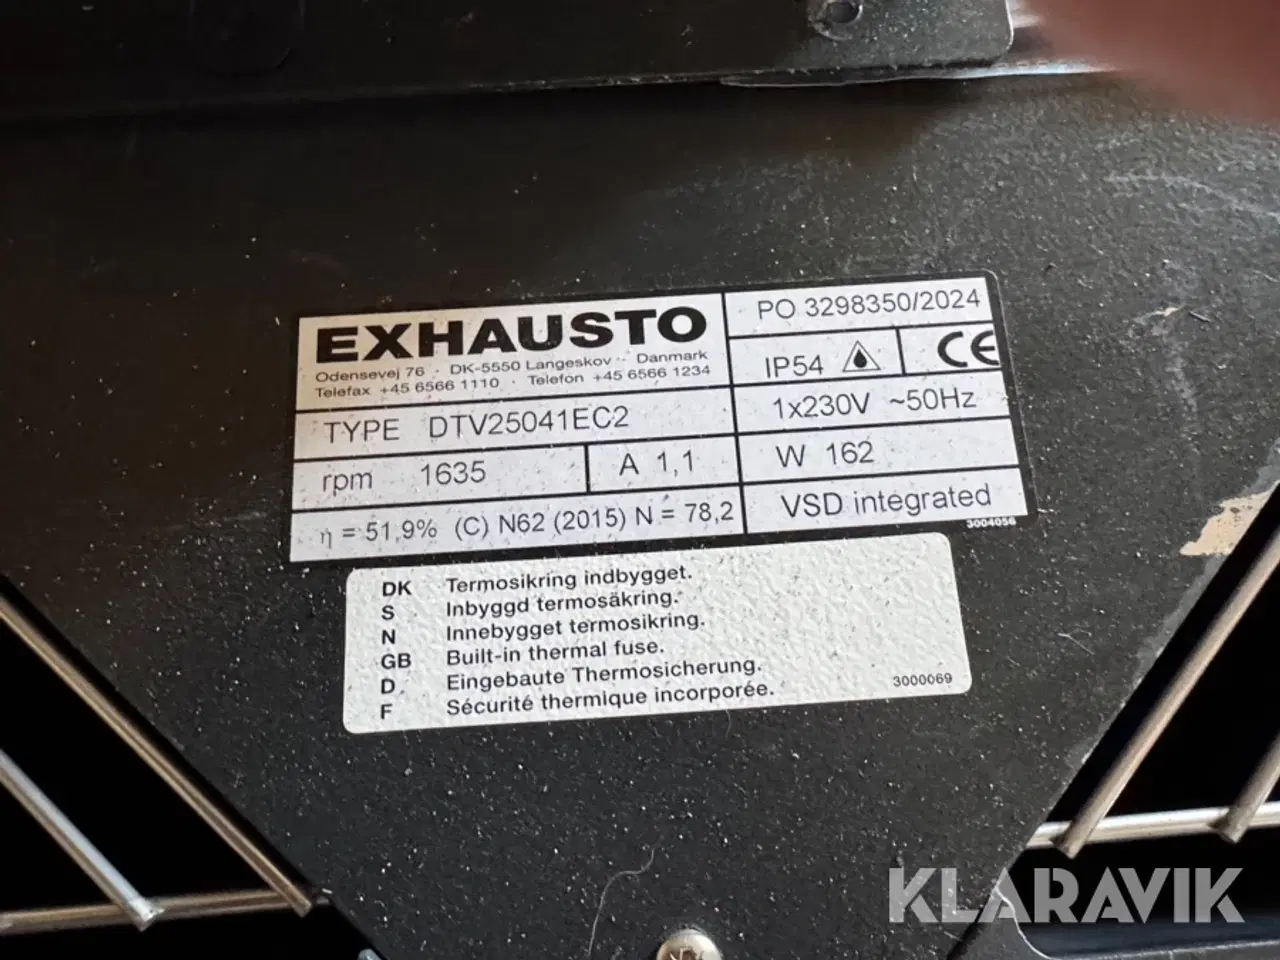 EXHAUSTO
Odensevej 76 · DK-5550 Langeskov · Danmark
Telefax +45 6566 1110 · Telefon +45 6566 1234
PO 3298350/2024
IP54 CE
TYPE DTV25041EC2
1x230V ~50Hz
rpm 1635 A 1,1
W 162
η = 51,9% (C) N62 (2015) N = 78,2
VSD integrated
3004056
DK Termosikring indbygget.
S Inbyggd termosäkring.
N Innebygget termosikring.
GB Built-in thermal fuse.
D Eingebaute Thermosicherung.
F Sécurité thermique incorporée.
3000069
KLARAVIK